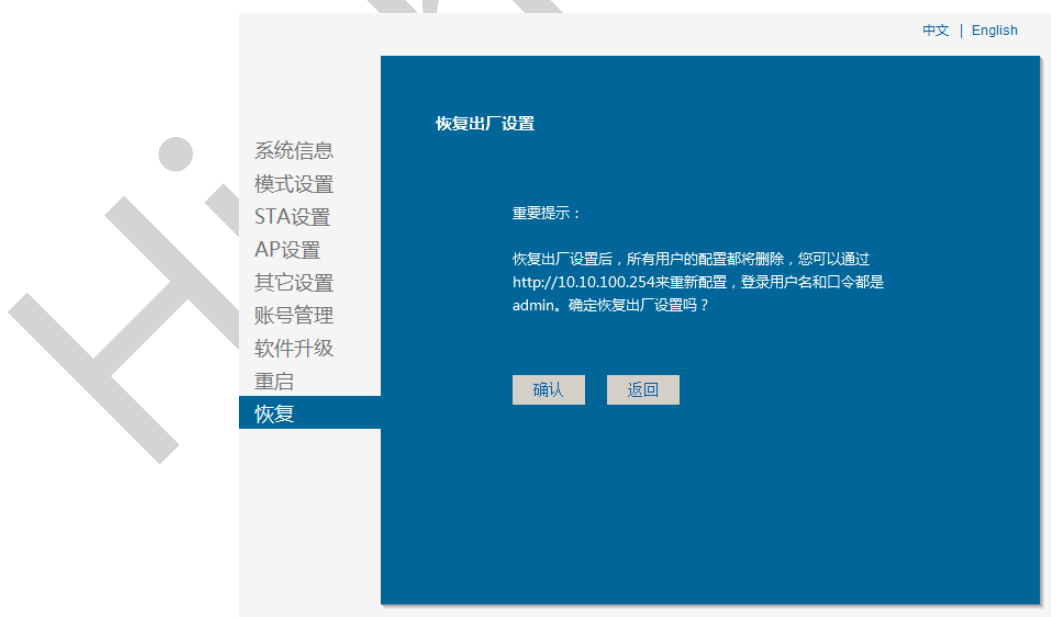 中文 | English
恢复出厂设置
系统信息
模式设置
STA设置
AP设置
其它设置
账号管理
软件升级
重启
恢复
重要提示：
恢复出厂设置后，所有用户的配置都将删除，您可以通过
http://10.10.100.254来重新配置，登录用户名和口令都是
admin。确定恢复出厂设置吗？
确认 返回